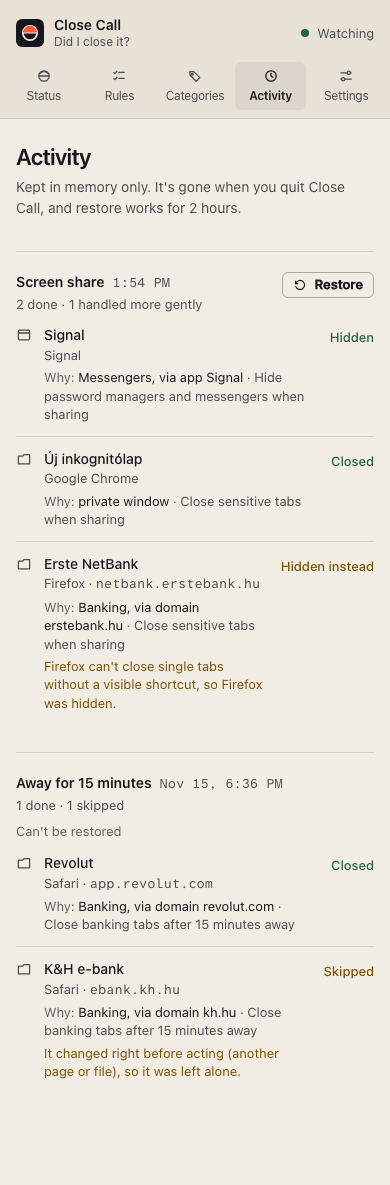 Close Call
Did I close it?
Watching
Status
Rules
Categories
Activity
Settings
Activity
Kept in memory only. It's gone when you quit Close
Call, and restore works for 2 hours.
Screen share 1:54 PM
Restore
2 done · 1 handled more gently
Signal
Hidden
Signal
Why: Messengers, via app Signal · Hide
password managers and messengers when
sharing
Új inkognitólap
Closed
Google Chrome
Why: private window · Close sensitive tabs
when sharing
Erste NetBank
Hidden instead
Firefox · netbank.erstebank.hu
Why: Banking, via domain
erstebank.hu · Close sensitive tabs
when sharing
Firefox can't close single tabs
without a visible shortcut, so Firefox
was hidden.
Away for 15 minutes Nov 15, 6:36 PM
1 done · 1 skipped
Can't be restored
Revolut
Closed
Safari · app.revolut.com
Why: Banking, via domain revolut.com ·
Close banking tabs after 15 minutes away
K&H e-bank
Skipped
Safari · ebank.kh.hu
Why: Banking, via domain kh.hu · Close
banking tabs after 15 minutes away
It changed right before acting (another
page or file), so it was left alone.